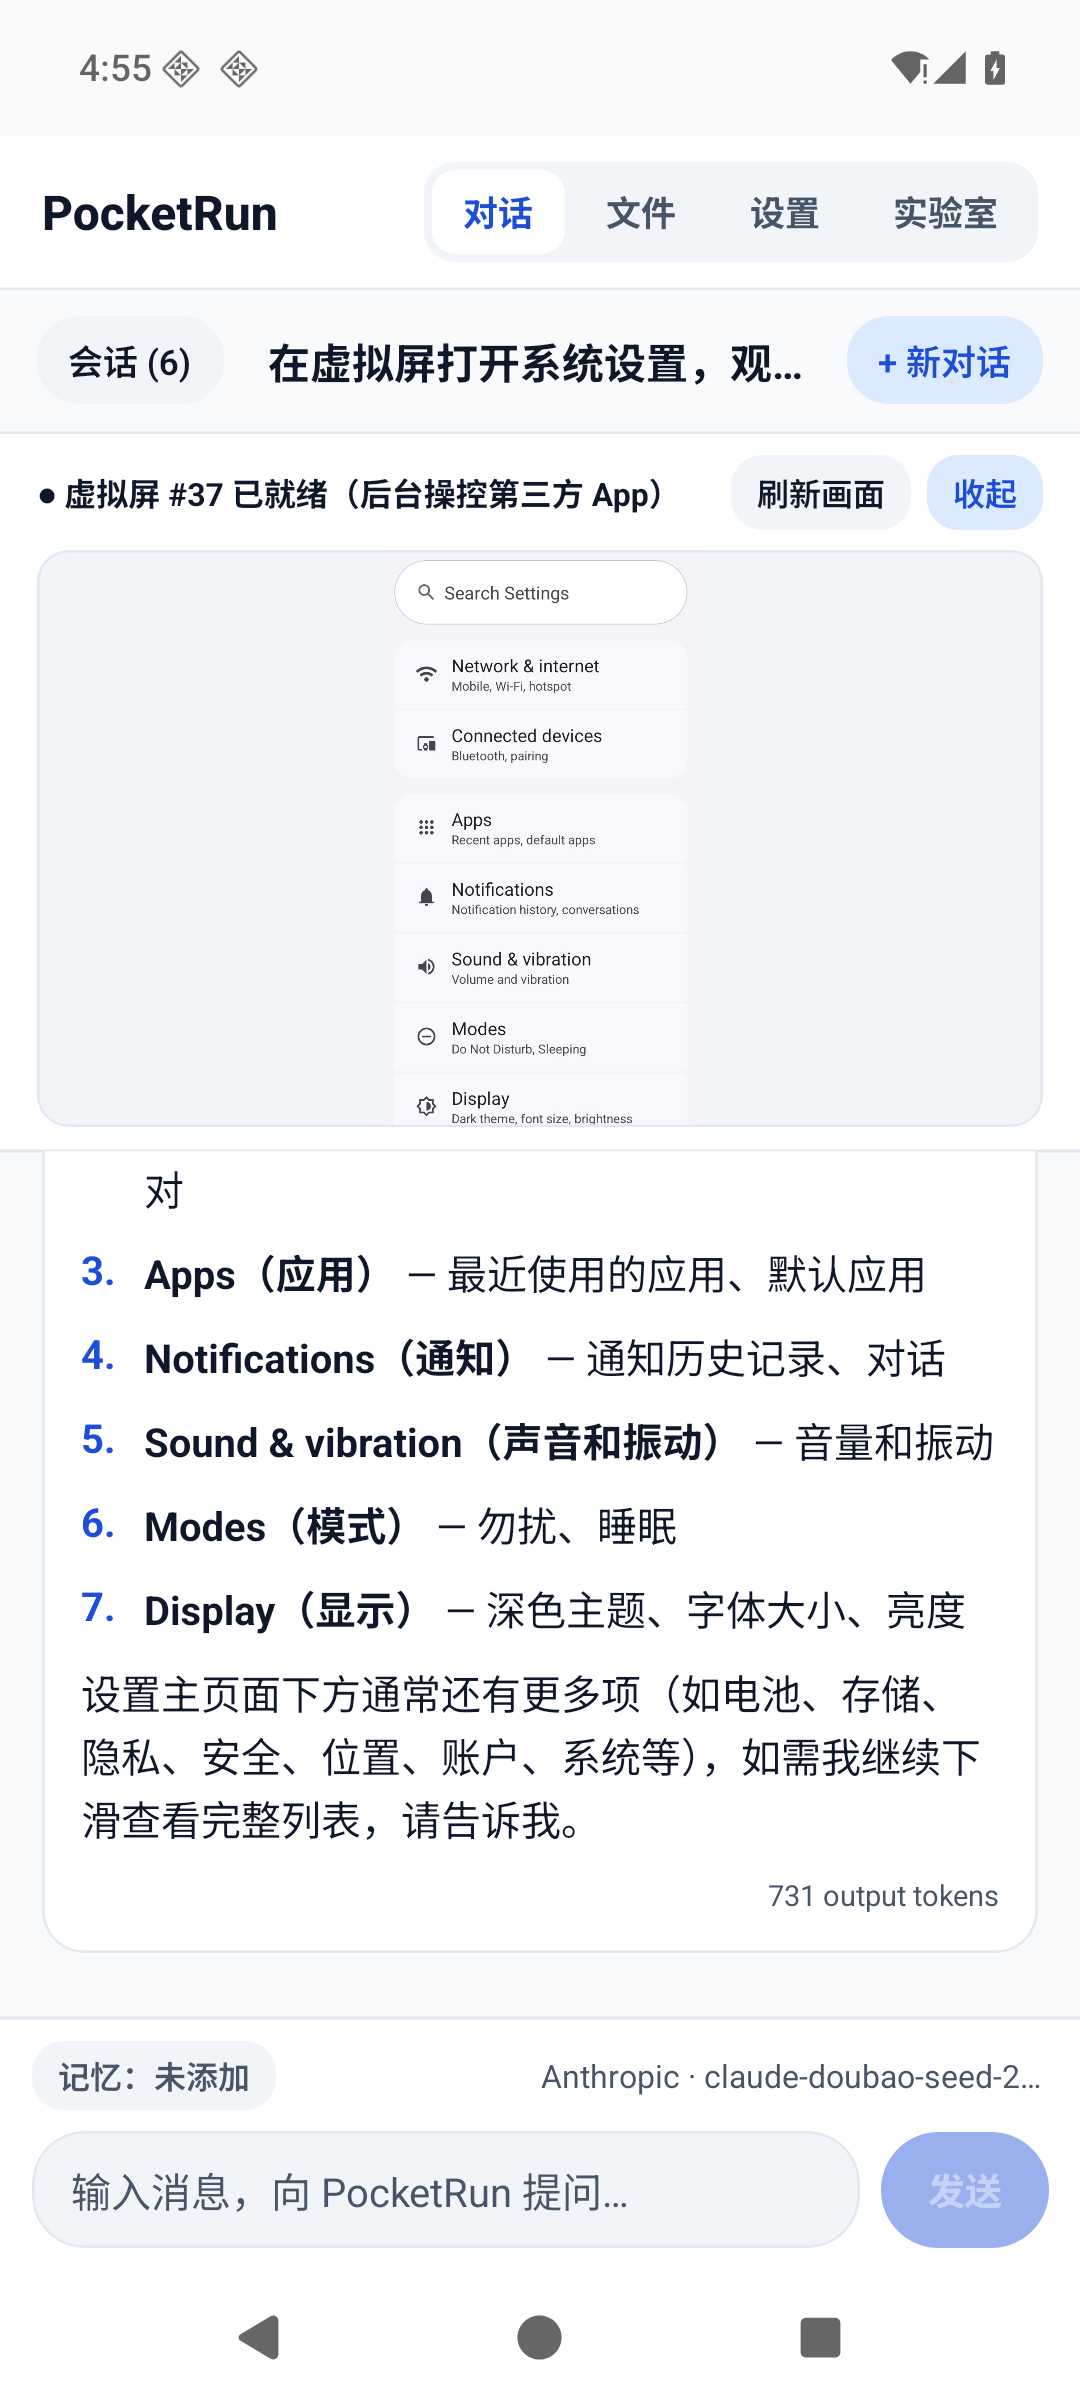 4:55
PocketRun
对话 文件 设置 实验室
会话 (6) 在虚拟屏打开系统设置，观... + 新对话
● 虚拟屏 #37 已就绪（后台操控第三方 App） 刷新画面 收起
Search Settings
Network & internet
Mobile, Wi-Fi, hotspot
Connected devices
Bluetooth, pairing
Apps
Recent apps, default apps
Notifications
Notification history, conversations
Sound & vibration
Volume and vibration
Modes
Do Not Disturb, Sleeping
Display
Dark theme, font size, brightness
对
3. Apps（应用） — 最近使用的应用、默认应用
4. Notifications（通知） — 通知历史记录、对话
5. Sound & vibration（声音和振动） — 音量和振动
6. Modes（模式） — 勿扰、睡眠
7. Display（显示） — 深色主题、字体大小、亮度
设置主页面下方通常还有更多项（如电池、存储、
隐私、安全、位置、账户、系统等），如需我继续下
滑查看完整列表，请告诉我。
731 output tokens
记忆：未添加 Anthropic · claude-doubao-seed-2...
输入消息，向 PocketRun 提问... 发送